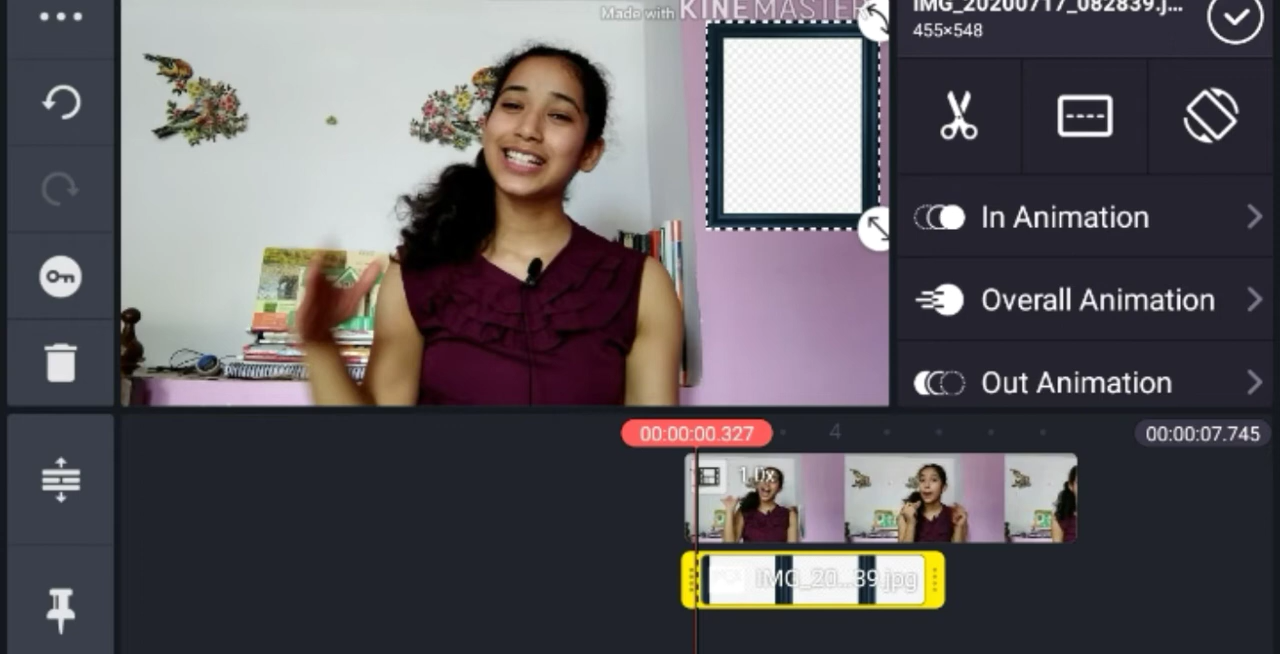 Made with KINEMASTER
IMG_20200717_082839.j...
455×548
In Animation
Overall Animation
Out Animation
00:00:00.327
4
00:00:07.745
1.0x
IMG_20...39.jpg